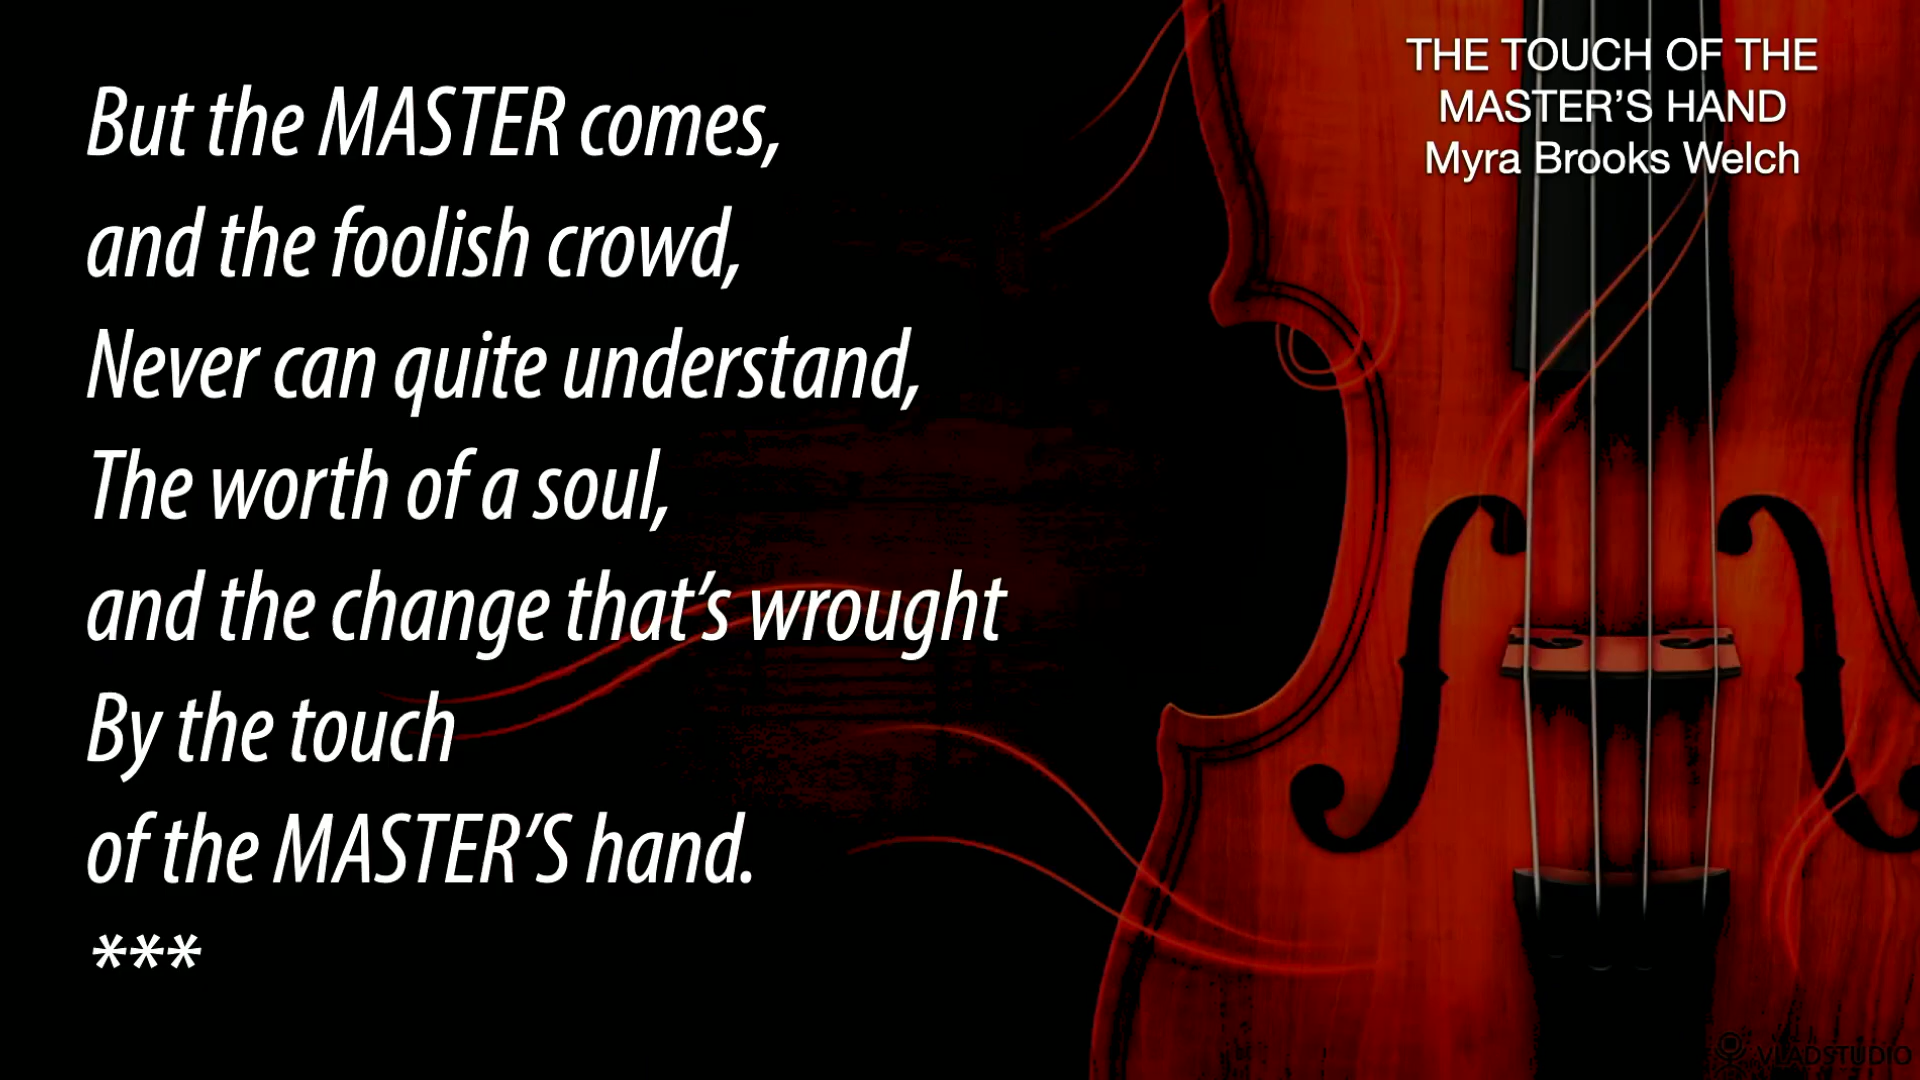 But the MASTER comes,
and the foolish crowd,
Never can quite understand,
The worth of a soul,
and the change that’s wrought
By the touch
of the MASTER’S hand.
***
THE TOUCH OF THE
MASTER’S HAND
Myra Brooks Welch
VLADSTUDIO